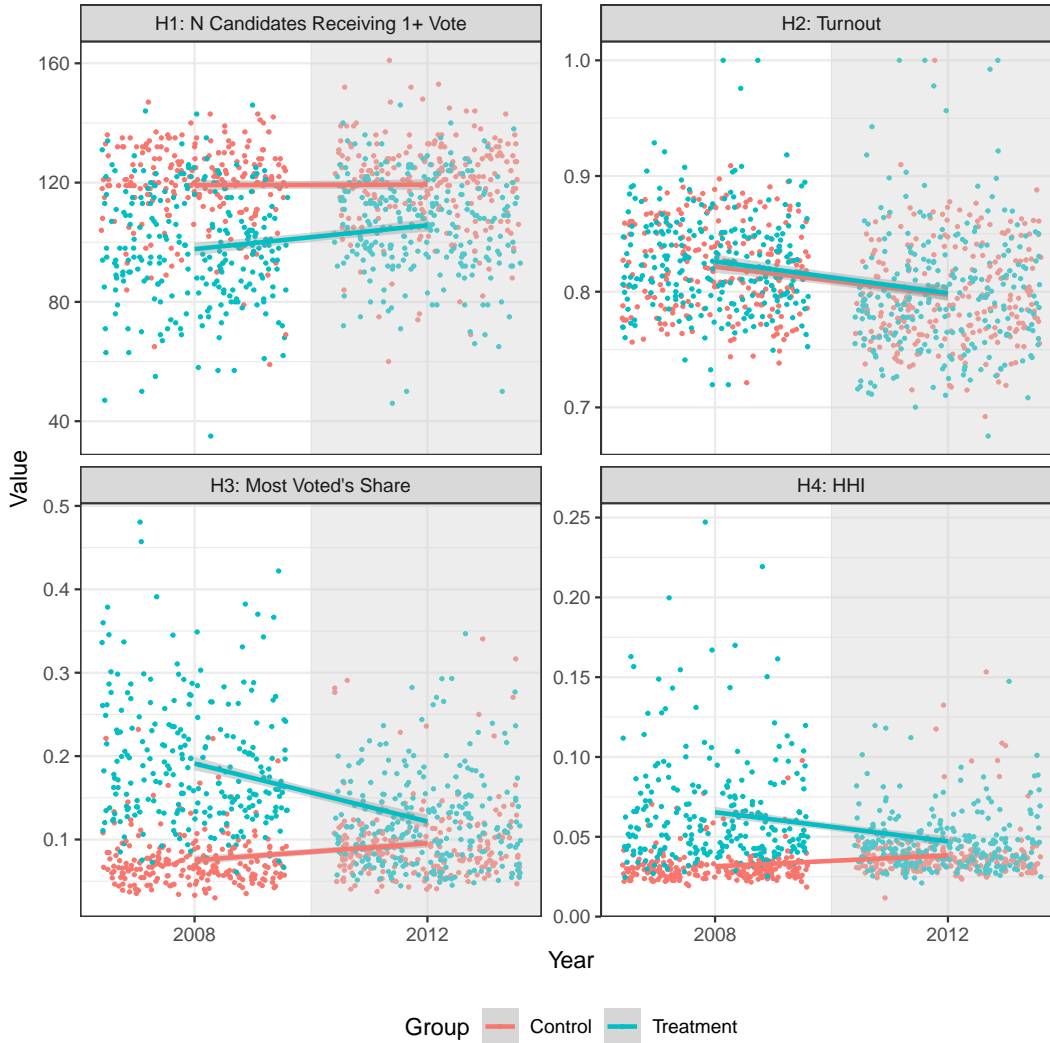 H1: N Candidates Receiving 1+ Vote
H2: Turnout
160
120
80
40
1.0
0.9
0.8
0.7
Value
H3: Most Voted's Share
H4: HHI
0.5
0.4
0.3
0.2
0.1
0.25
0.20
0.15
0.10
0.05
0.00
2008
2012
2008
2012
Year
Group
Control
Treatment